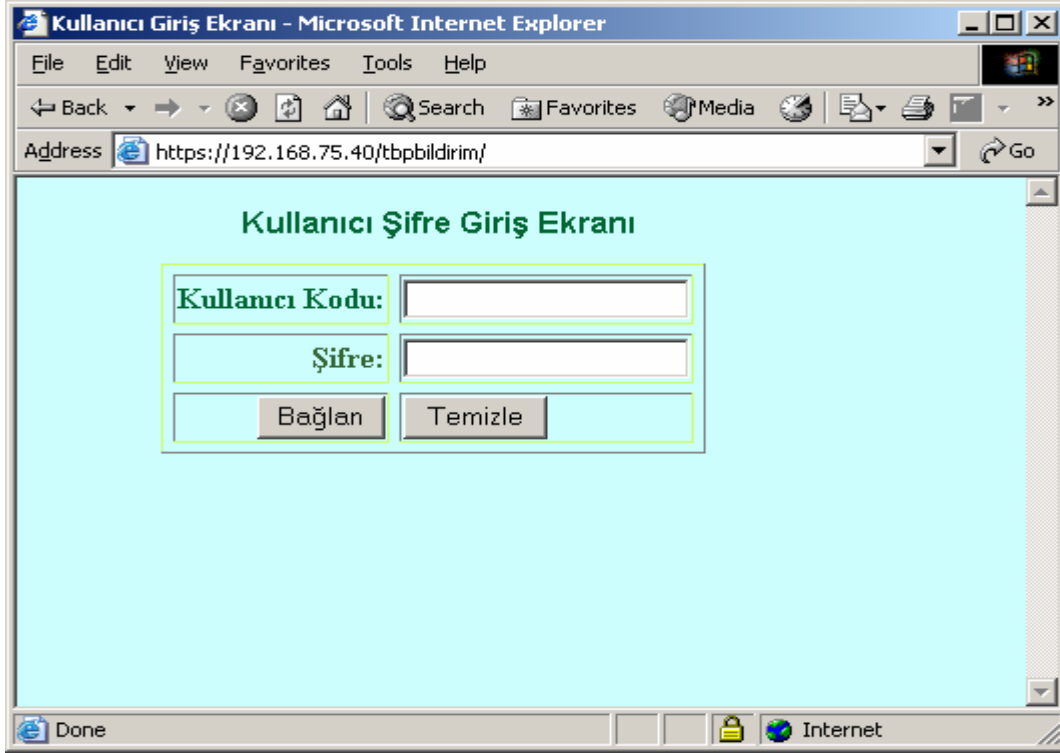 Kullanıcı Giriş Ekranı - Microsoft Internet Explorer
File Edit View Favorites Tools Help
Back Search Favorites Media »
Address https://192.168.75.40/tbpbildirim/ Go
Kullanıcı Şifre Giriş Ekranı
Kullanıcı Kodu:
Şifre:
Bağlan Temizle
Done Internet